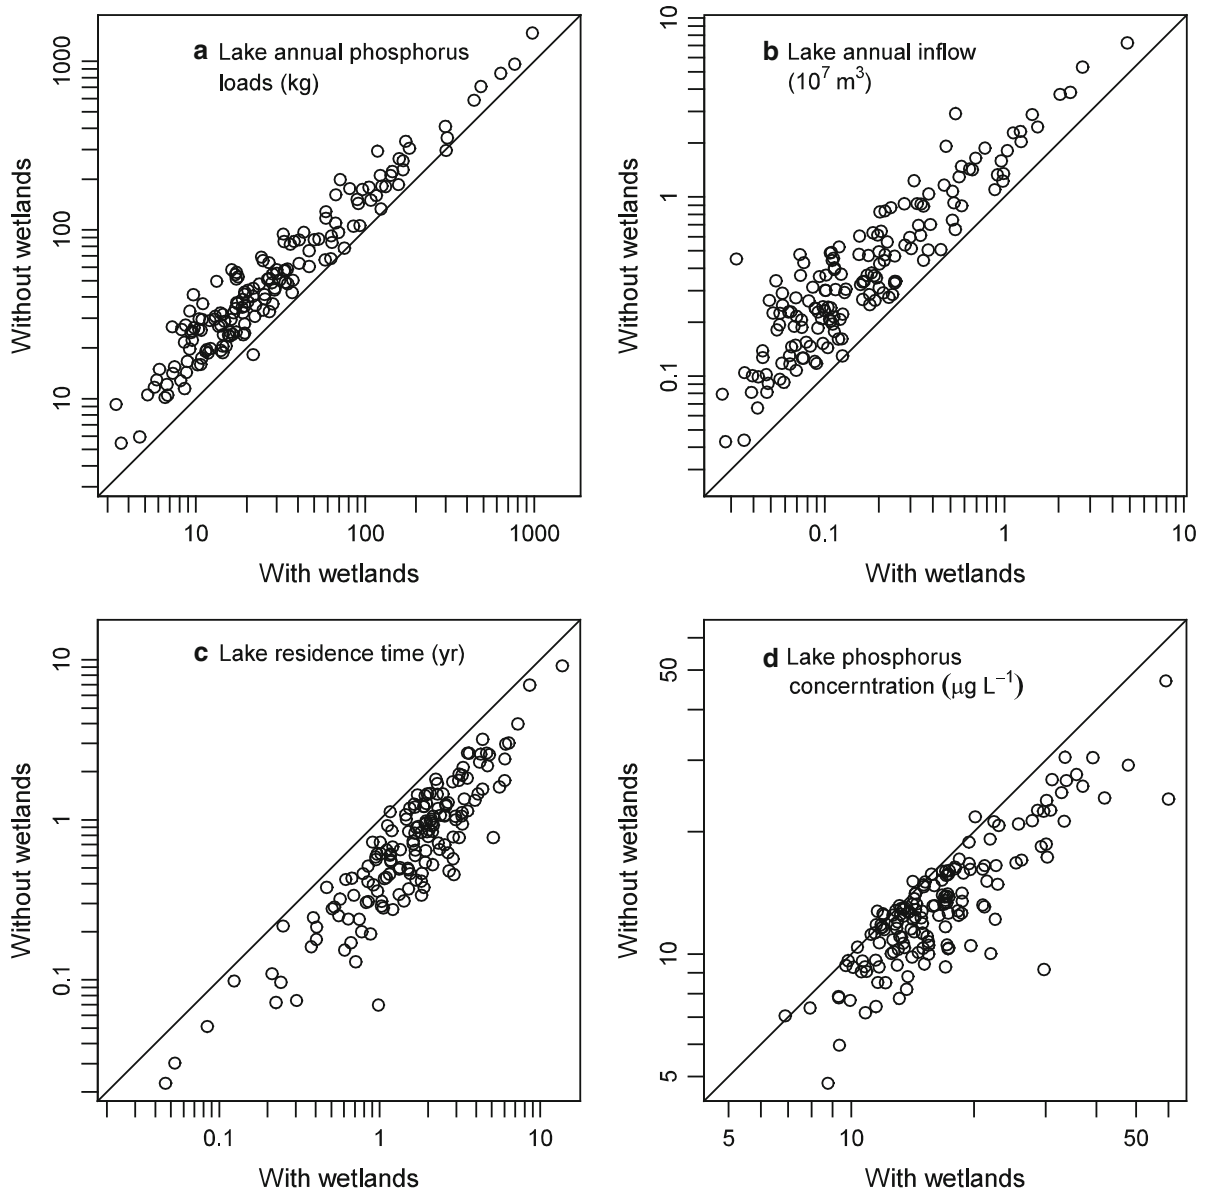 a Lake annual phosphorus
loads (kg)
Without wetlands
10
100
1000
10
100
1000
With wetlands
b Lake annual inflow
(10⁷ m³)
Without wetlands
0.1
1
10
0.1
1
10
With wetlands
c Lake residence time (yr)
Without wetlands
0.1
1
10
0.1
1
10
With wetlands
d Lake phosphorus
concerntration (μg L⁻¹)
Without wetlands
5
10
50
5
10
50
With wetlands